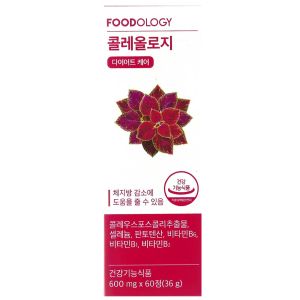 FOODOLOGY
콜레올로지
다이어트 케어
체지방 감소에
도움을 줄 수 있음
건강
기능식품
콜레우스포스콜리추출물,
셀레늄, 판토텐산, 비타민B₆,
비타민B₁, 비타민B₂
건강기능식품
600 mg x 60정(36 g)